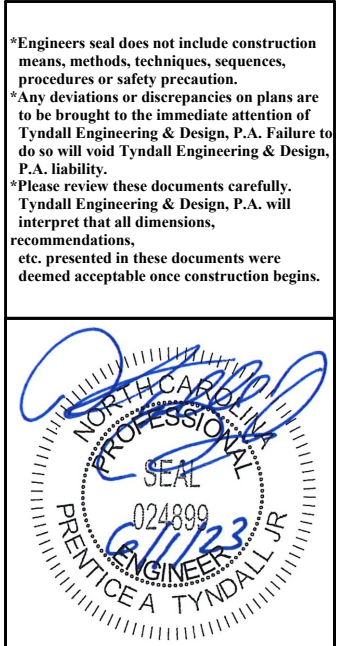 *Engineers seal does not include construction
means, methods, techniques, sequences,
procedures or safety precaution.
*Any deviations or discrepancies on plans are
to be brought to the immediate attention of
Tyndall Engineering & Design, P.A. Failure to
do so will void Tyndall Engineering & Design,
P.A. liability.
*Please review these documents carefully.
Tyndall Engineering & Design, P.A. will
interpret that all dimensions,
recommendations,
etc. presented in these documents were
deemed acceptable once construction begins.
NORTH CAROLINA
PROFESSIONAL
SEAL
024899
6/1/23
ENGINEER
PRENTICE A TYNDALL JR